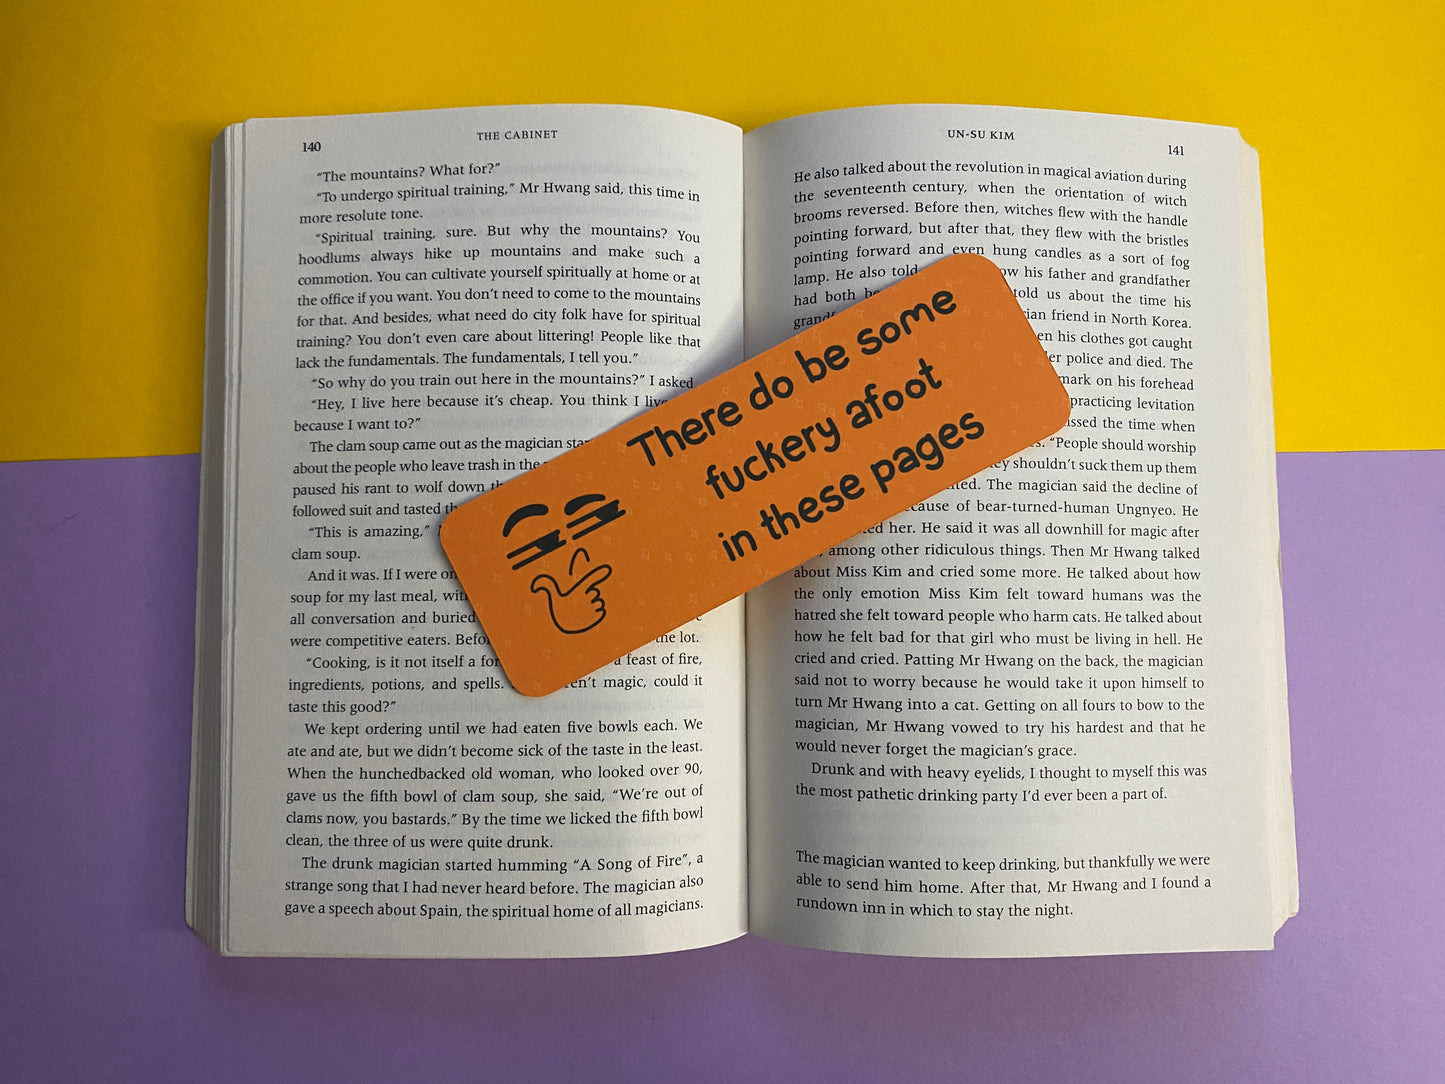 140
THE CABINET
“The mountains? What for?”
“To undergo spiritual training,” Mr Hwang said, this time in
more resolute tone.
“Spiritual training, sure. But why the mountains? You
hoodlums always hike up mountains and make such a
commotion. You can cultivate yourself spiritually at home or at
the office if you want. You don’t need to come to the mountains
for that. And besides, what need do city folk have for spiritual
training? You don’t even care about littering! People like that
lack the fundamentals. The fundamentals, I tell you.”
“So why do you train out here in the mountains?” I asked
“Hey, I live here because it’s cheap. You think I
because I want to?”
The clam soup came out as the magician
about the people who leave trash in the
paused his rant to wolf down
followed suit and tasted
“This is amazing,”
clam soup.
And it was. If I were
soup for my last meal,
all conversation and buried
were competitive eaters. the lot.
“Cooking, is it not itself a a feast of fire,
ingredients, potions, and spells. magic, could it
taste this good?”
We kept ordering until we had eaten five bowls each. We
ate and ate, but we didn’t become sick of the taste in the least.
When the hunchedbacked old woman, who looked over 90,
gave us the fifth bowl of clam soup, she said, “We’re out of
clams now, you bastards.” By the time we licked the fifth bowl
clean, the three of us were quite drunk.
The drunk magician started humming “A Song of Fire”, a
strange song that I had never heard before. The magician also
gave a speech about Spain, the spiritual home of all magicians.
There do be some
fuckery afoot
in these pages
UN-SU KIM
141
He also talked about the revolution in magical aviation during
the seventeenth century, when the orientation of witch
brooms reversed. Before then, witches flew with the handle
pointing forward, but after that, they flew with the bristles
pointing forward and even hung candles as a sort of fog
lamp. He also told his father and grandfather
had both told us about the time his
friend in North Korea.
his clothes got caught
police and died. The
mark on his forehead
practicing levitation
the time when
“People should worship
shouldn’t suck them up them
The magician said the decline of
of bear-turned-human Ungnyeo. He
her. He said it was all downhill for magic after
among other ridiculous things. Then Mr Hwang talked
about Miss Kim and cried some more. He talked about how
the only emotion Miss Kim felt toward humans was the
hatred she felt toward people who harm cats. He talked about
how he felt bad for that girl who must be living in hell. He
cried and cried. Patting Mr Hwang on the back, the magician
said not to worry because he would take it upon himself to
turn Mr Hwang into a cat. Getting on all fours to bow to the
magician, Mr Hwang vowed to try his hardest and that he
would never forget the magician’s grace.
Drunk and with heavy eyelids, I thought to myself this was
the most pathetic drinking party I’d ever been a part of.
The magician wanted to keep drinking, but thankfully we were
able to send him home. After that, Mr Hwang and I found a
rundown inn in which to stay the night.